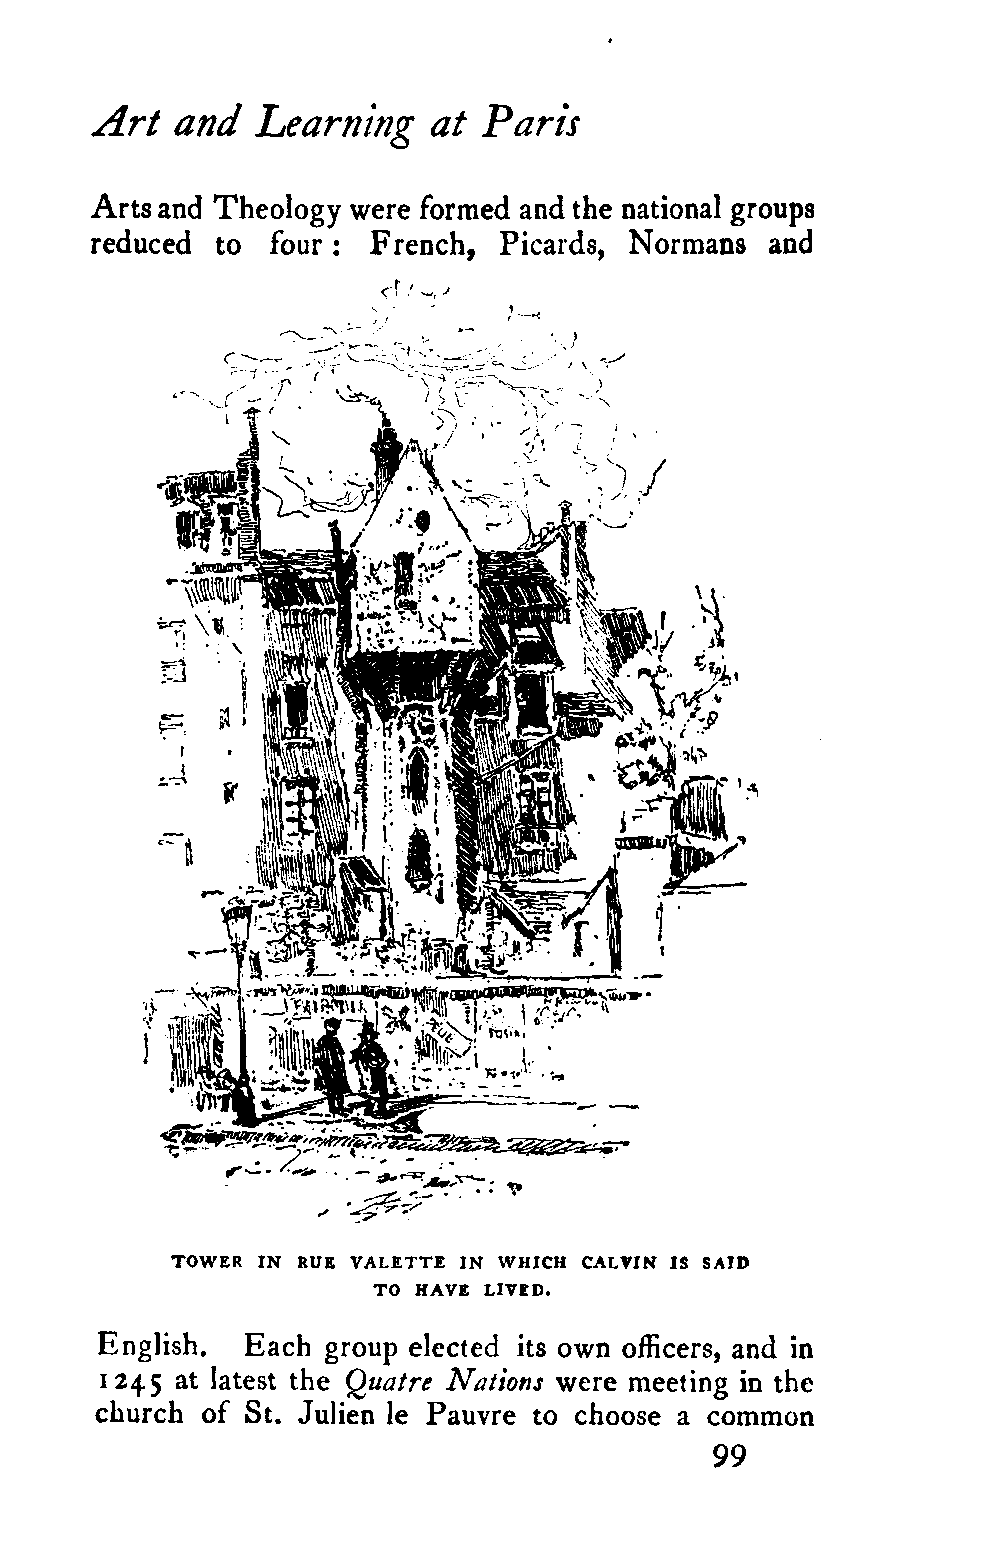 Art and Learning at Paris
Arts and Theology were formed and the national groups
reduced to four : French, Picards, Normans and
RUE
TOWER IN RUE VALETTE IN WHICH CALVIN IS SAID
TO HAVE LIVED.
English. Each group elected its own officers, and in
1245 at latest the Quatre Nations were meeting in the
church of St. Julien le Pauvre to choose a common
99